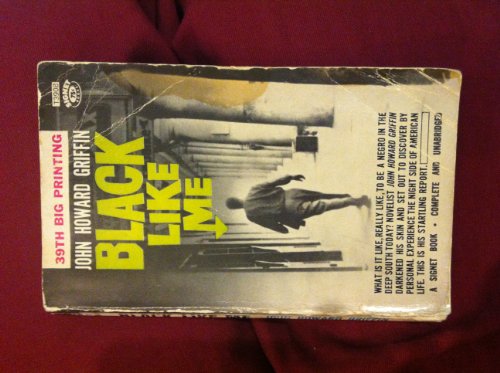 39TH BIG PRINTING
JOHN HOWARD GRIFFIN
BLACK
LIKE
ME
SIGNET
WHAT IS IT LIKE, REALLY LIKE, TO BE A NEGRO IN THE
DEEP SOUTH TODAY? NOVELIST JOHN HOWARD GRIFFIN
DARKENED HIS SKIN AND SET OUT TO DISCOVER BY
PERSONAL EXPERIENCE THE NIGHT SIDE OF AMERICAN
LIFE. THIS IS HIS STARTLING REPORT.
A SIGNET BOOK • COMPLETE AND UNABRIDGED